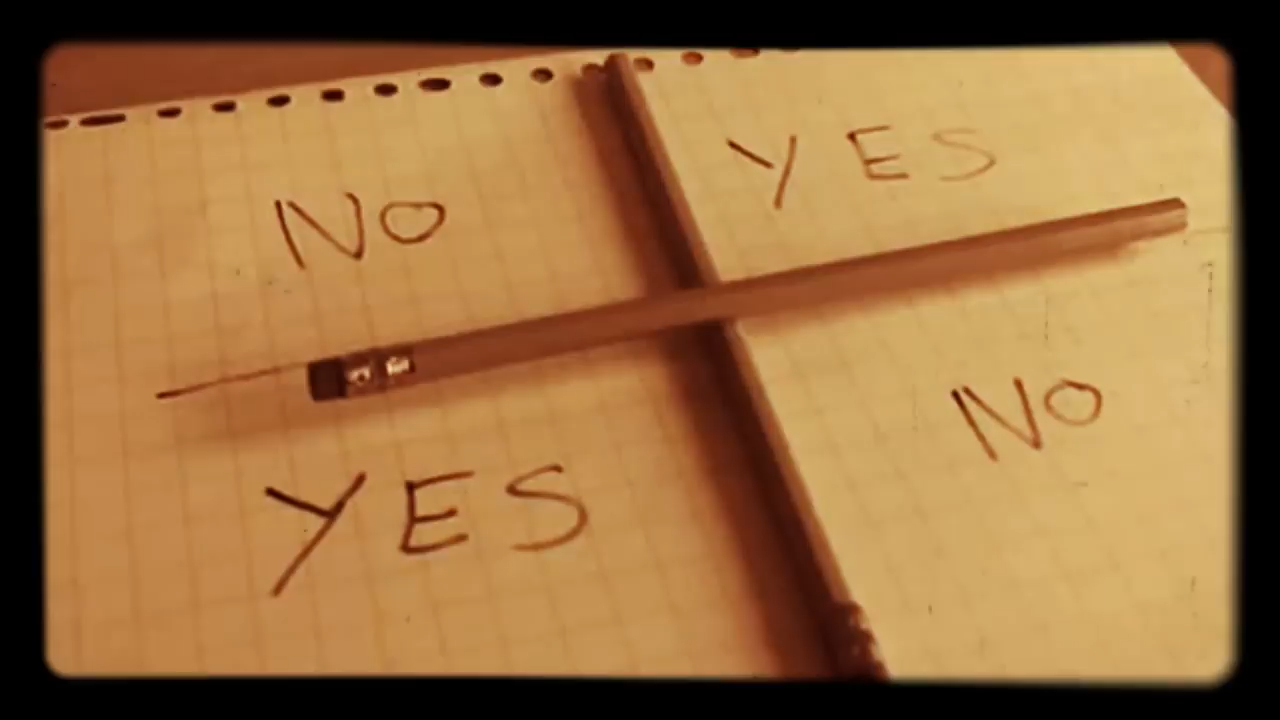 NO YES
YES NO